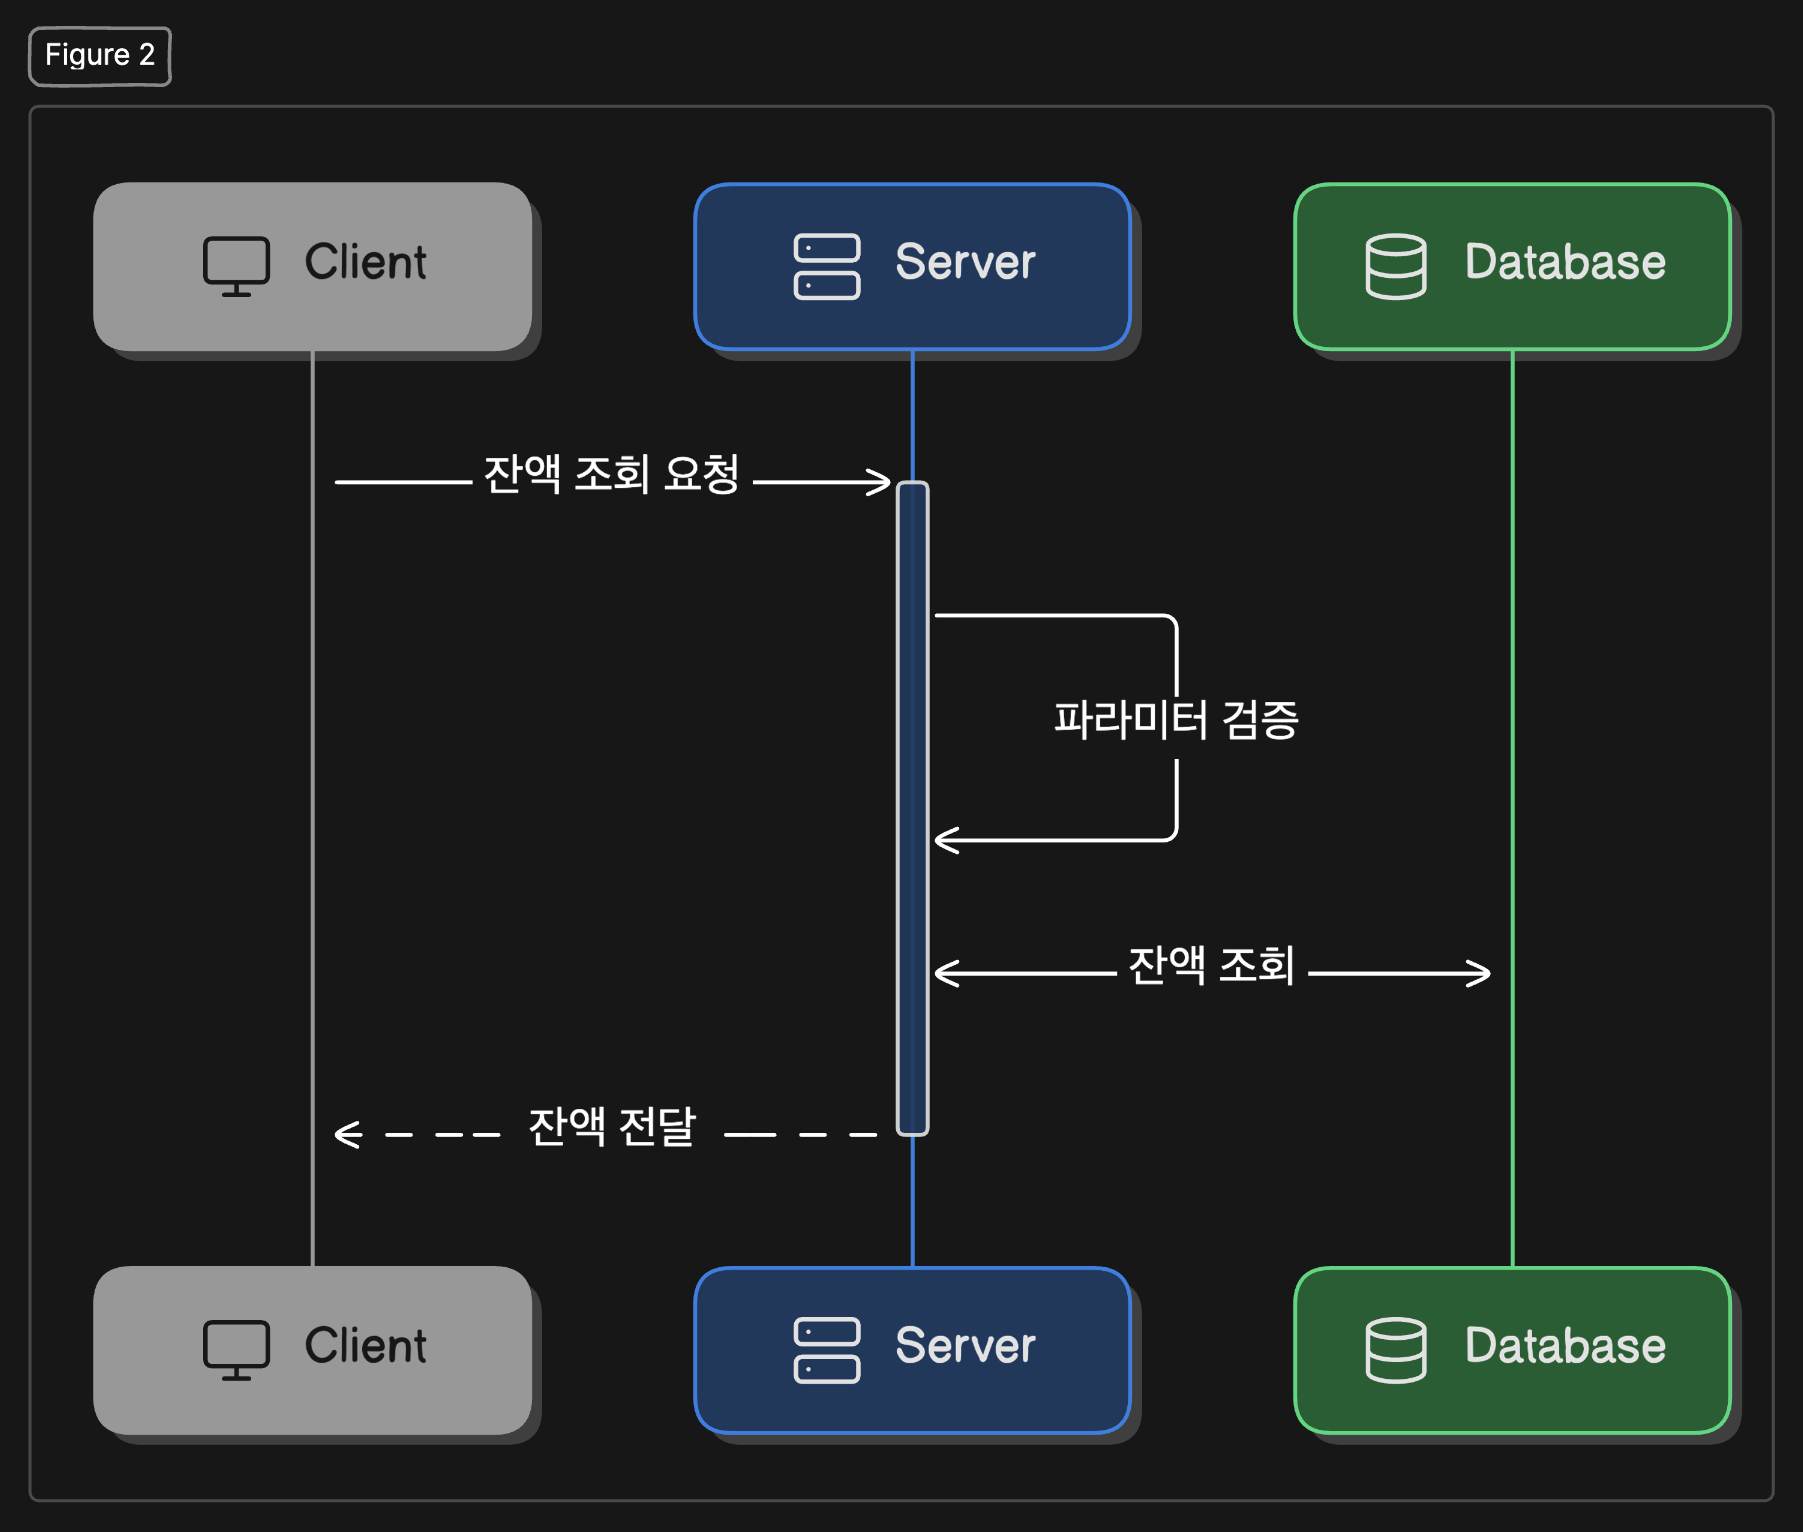 Figure 2
Client
Server
Database
잔액 조회 요청
파라미터 검증
잔액 조회
잔액 전달
Client
Server
Database